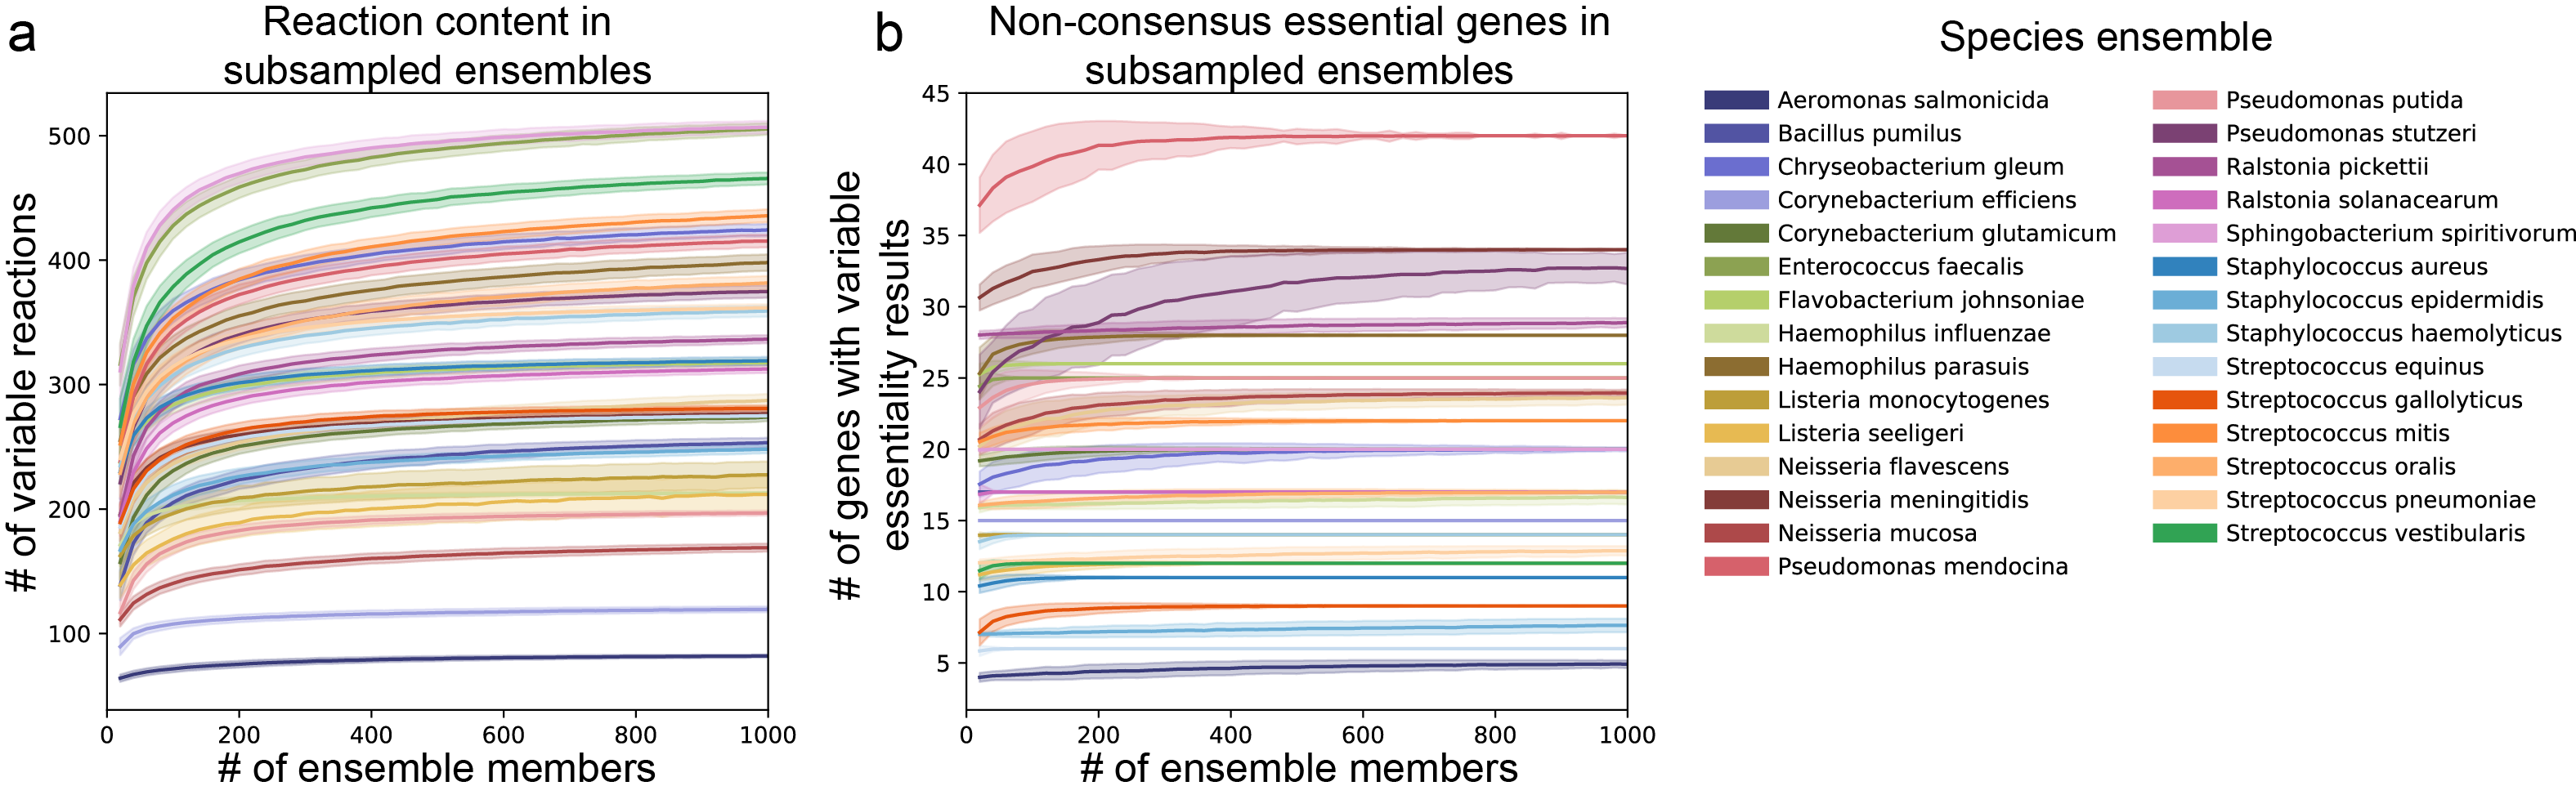 a
Reaction content in
subsampled ensembles
# of variable reactions
500
400
300
200
100
0
200
400
600
800
1000
# of ensemble members
b
Non-consensus essential genes in
subsampled ensembles
# of genes with variable
essentiality results
45
40
35
30
25
20
15
10
5
0
200
400
600
800
1000
# of ensemble members
Species ensemble
Aeromonas salmonicida
Bacillus pumilus
Chryseobacterium gleum
Corynebacterium efficiens
Corynebacterium glutamicum
Enterococcus faecalis
Flavobacterium johnsoniae
Haemophilus influenzae
Haemophilus parasuis
Listeria monocytogenes
Listeria seeligeri
Neisseria flavescens
Neisseria meningitidis
Neisseria mucosa
Pseudomonas mendocina
Pseudomonas putida
Pseudomonas stutzeri
Ralstonia pickettii
Ralstonia solanacearum
Sphingobacterium spiritivorum
Staphylococcus aureus
Staphylococcus epidermidis
Staphylococcus haemolyticus
Streptococcus equinus
Streptococcus gallolyticus
Streptococcus mitis
Streptococcus oralis
Streptococcus pneumoniae
Streptococcus vestibularis